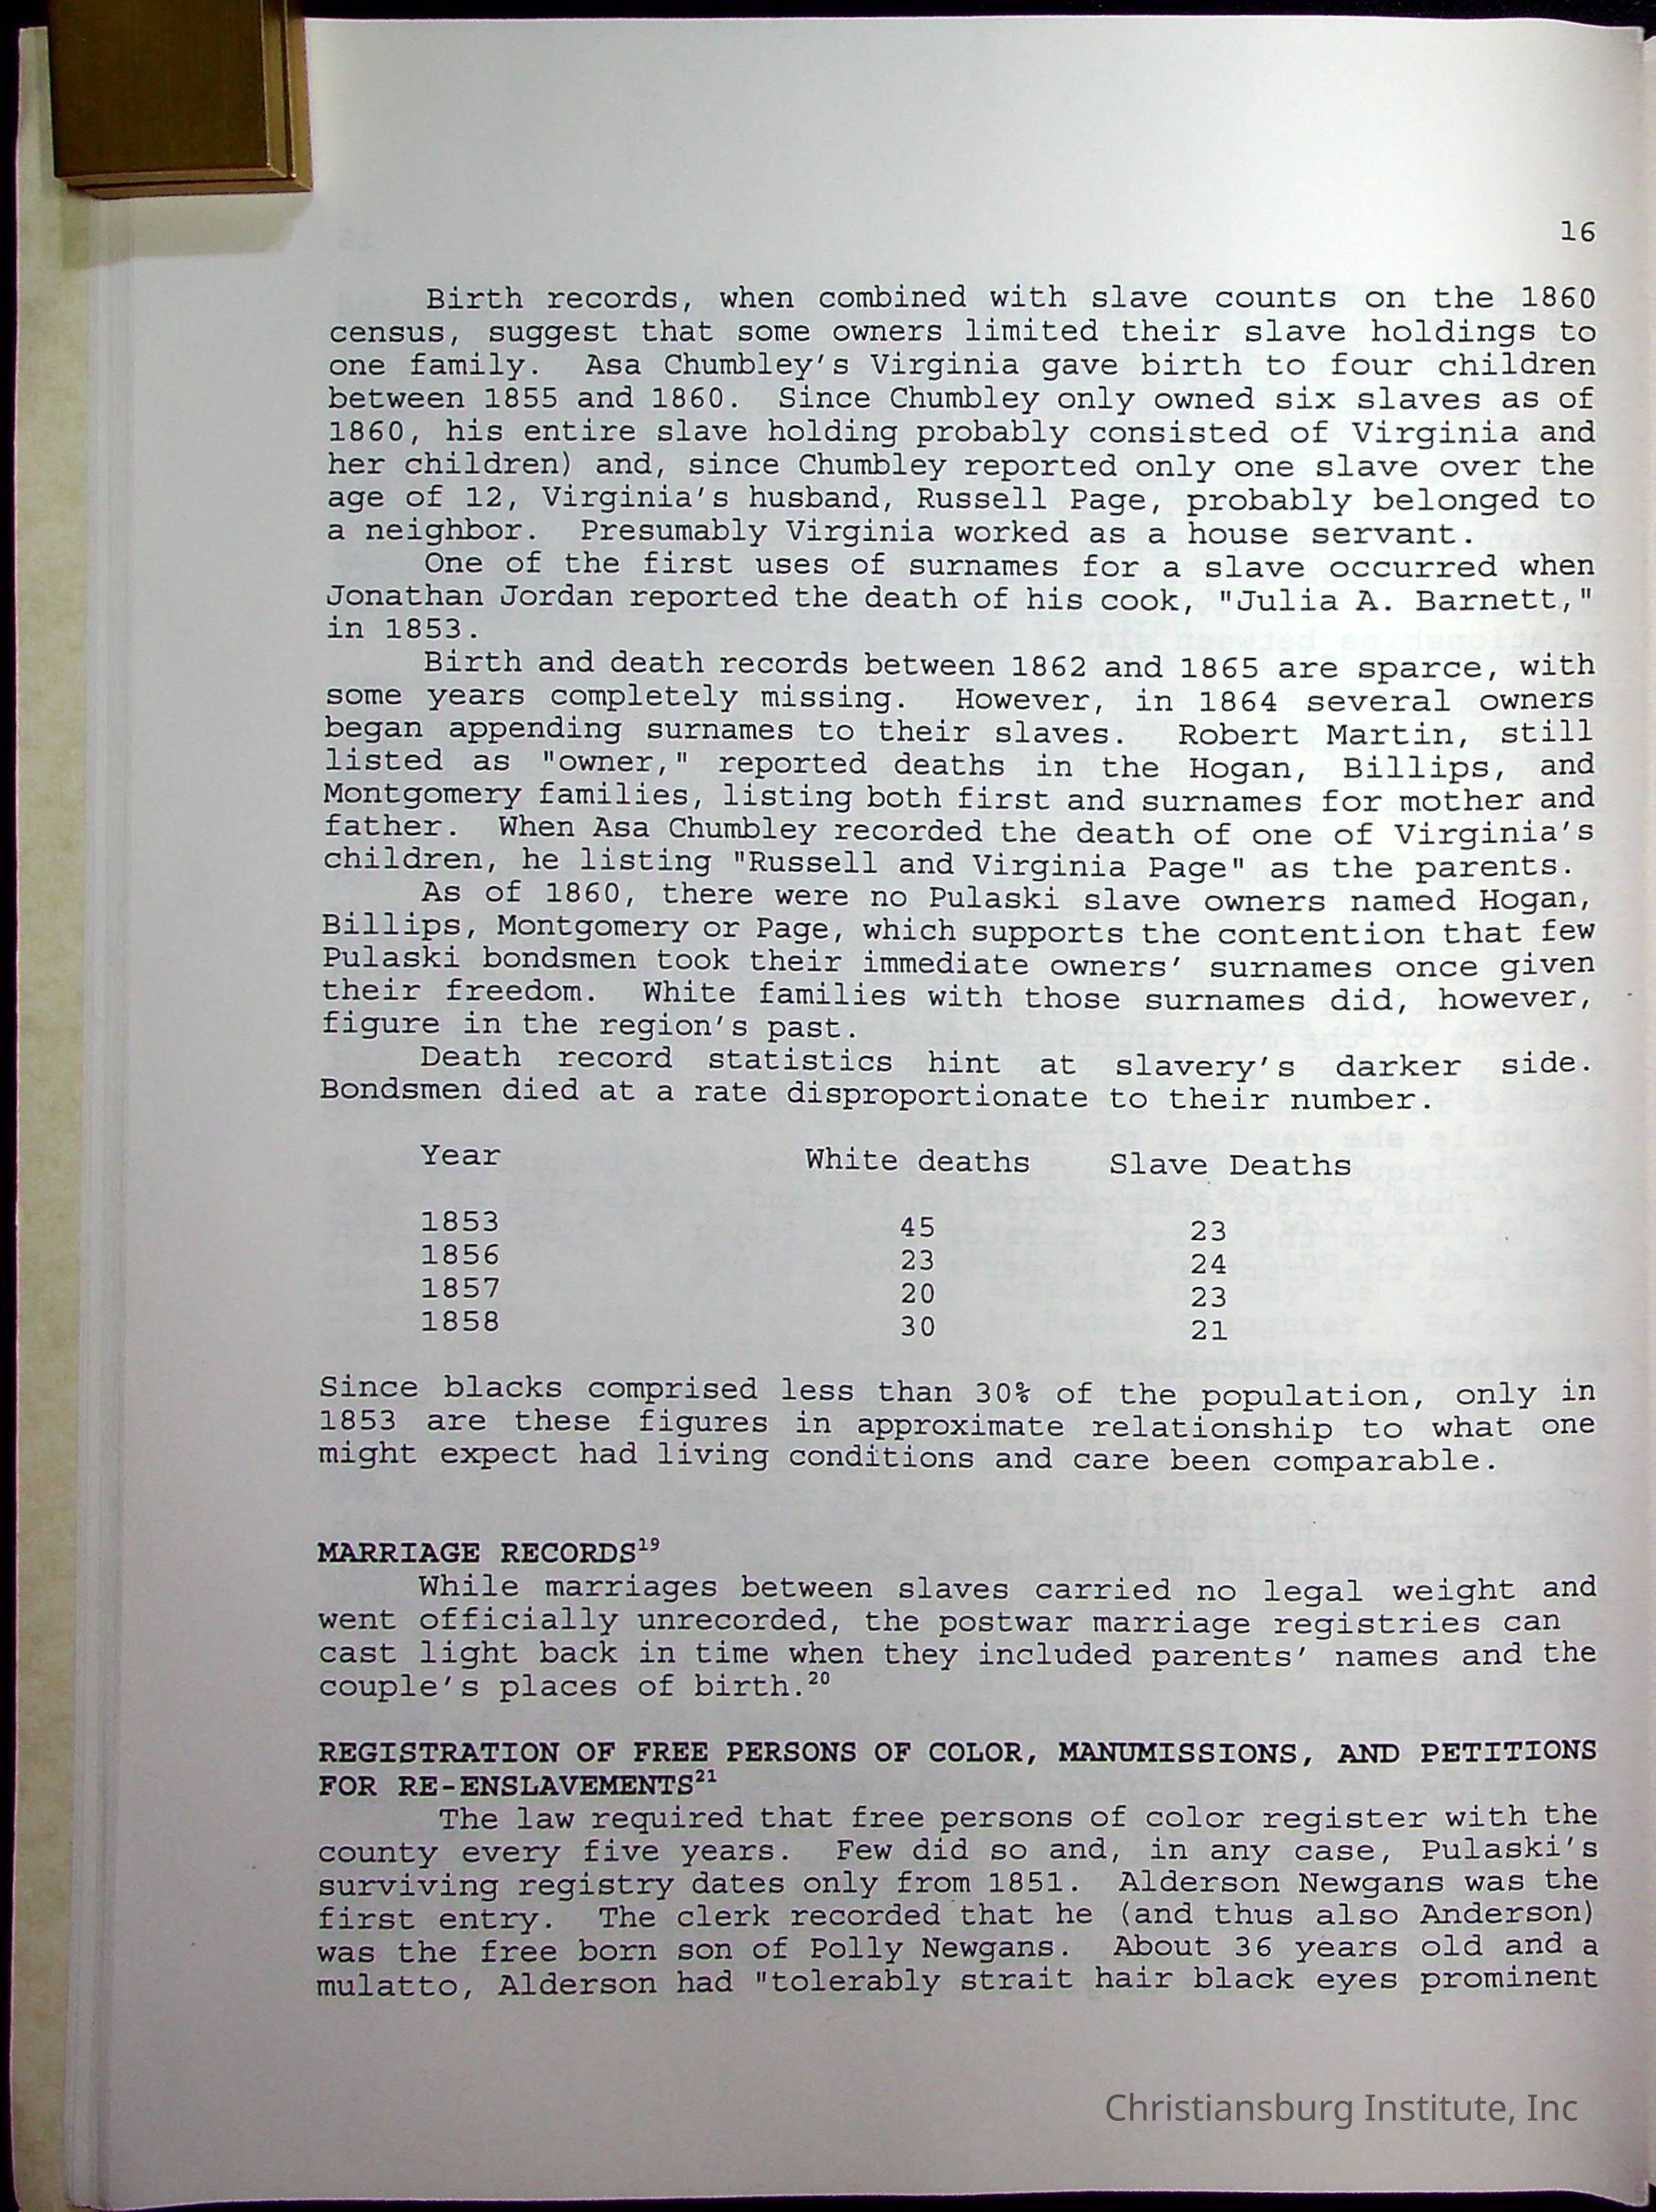 16
Birth records, when combined with slave counts on the 1860
census, suggest that some owners limited their slave holdings to
one family. Asa Chumbley's Virginia gave birth to four children
between 1855 and 1860. Since Chumbley only owned six slaves as of
1860, his entire slave holding probably consisted of Virginia and
her children) and, since Chumbley reported only one slave over the
age of 12, Virginia's husband, Russell Page, probably belonged to
a neighbor. Presumably Virginia worked as a house servant.
One of the first uses of surnames for a slave occurred when
Jonathan Jordan reported the death of his cook, "Julia A. Barnett,"
in 1853.
Birth and death records between 1862 and 1865 are sparce, with
some years completely missing. However, in 1864 several owners
began appending surnames to their slaves. Robert Martin, still
listed as "owner," reported deaths in the Hogan, Billips, and
Montgomery families, listing both first and surnames for mother and
father. When Asa Chumbley recorded the death of one of Virginia's
children, he listing "Russell and Virginia Page" as the parents.
As of 1860, there were no Pulaski slave owners named Hogan,
Billips, Montgomery or Page, which supports the contention that few
Pulaski bondsmen took their immediate owners' surnames once given
their freedom. White families with those surnames did, however,
figure in the region's past.
Death record statistics hint at slavery's darker side.
Bondsmen died at a rate disproportionate to their number.
Year White deaths Slave Deaths
1853 45 23
1856 23 24
1857 20 23
1858 30 21
Since blacks comprised less than 30% of the population, only in
1853 are these figures in approximate relationship to what one
might expect had living conditions and care been comparable.
MARRIAGE RECORDS19
While marriages between slaves carried no legal weight and
went officially unrecorded, the postwar marriage registries can
cast light back in time when they included parents' names and the
couple's places of birth.20
REGISTRATION OF FREE PERSONS OF COLOR, MANUMISSIONS, AND PETITIONS
FOR RE-ENSLAVEMENTS21
The law required that free persons of color register with the
county every five years. Few did so and, in any case, Pulaski's
surviving registry dates only from 1851. Alderson Newgans was the
first entry. The clerk recorded that he (and thus also Anderson)
was the free born son of Polly Newgans. About 36 years old and a
mulatto, Alderson had "tolerably strait hair black eyes prominent
Christiansburg Institute, Inc